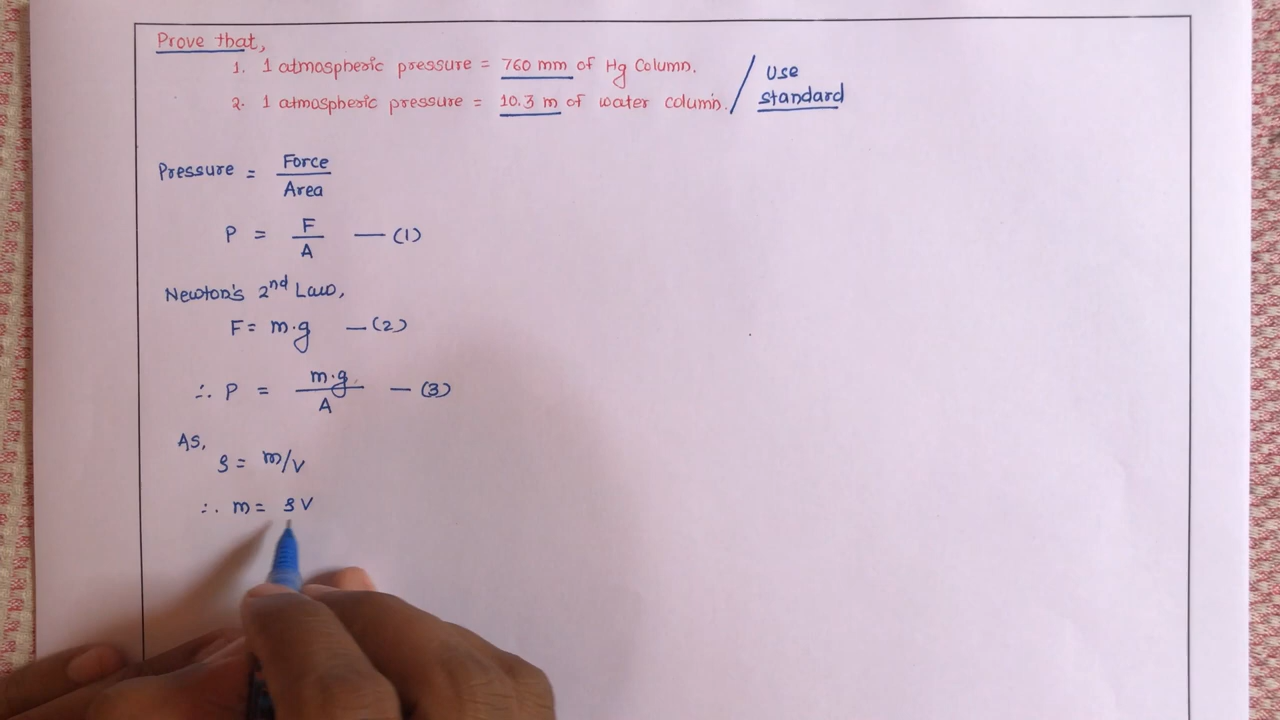 Prove that,
1. 1 atmospheric pressure = 760 mm of Hg Column.
2. 1 atmospheric pressure = 10.3 m of water column.
/ Use
standard
Pressure = Force / Area
P = F / A — (1)
Newton's 2nd Law,
F = m.g — (2)
∴ P = m.g / A — (3)
As,
ρ = m/v
∴ m = ρ V